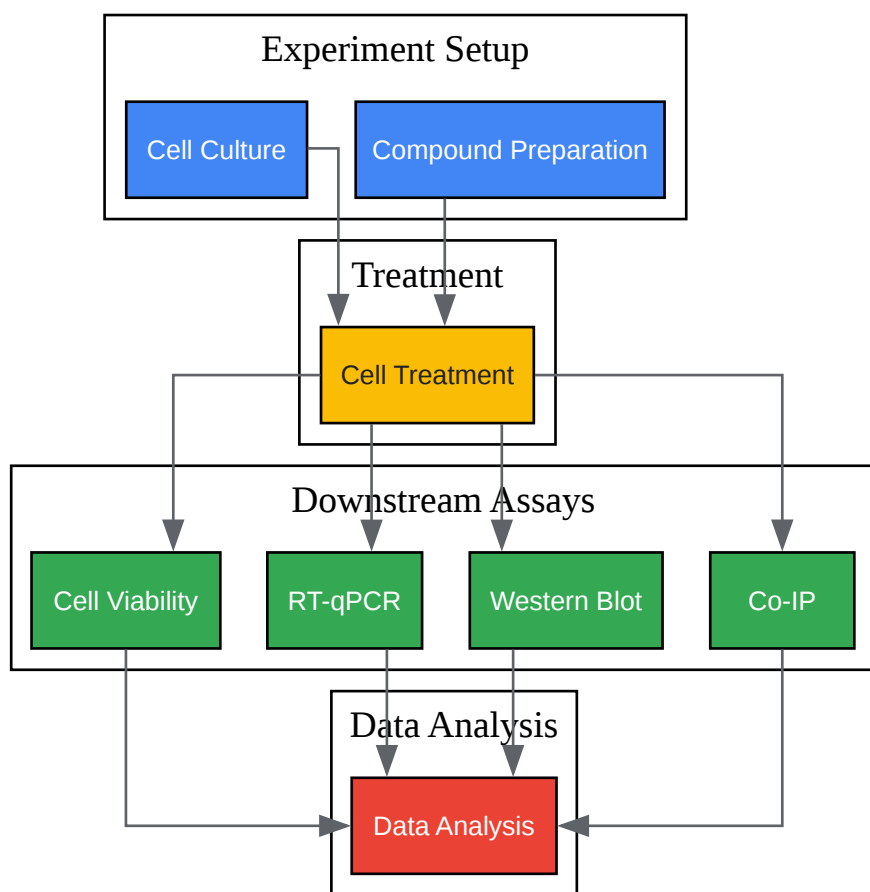 Experiment Setup
Cell Culture
Compound Preparation
Treatment
Cell Treatment
Downstream Assays
Cell Viability
RT-qPCR
Western Blot
Co-IP
Data Analysis
Data Analysis